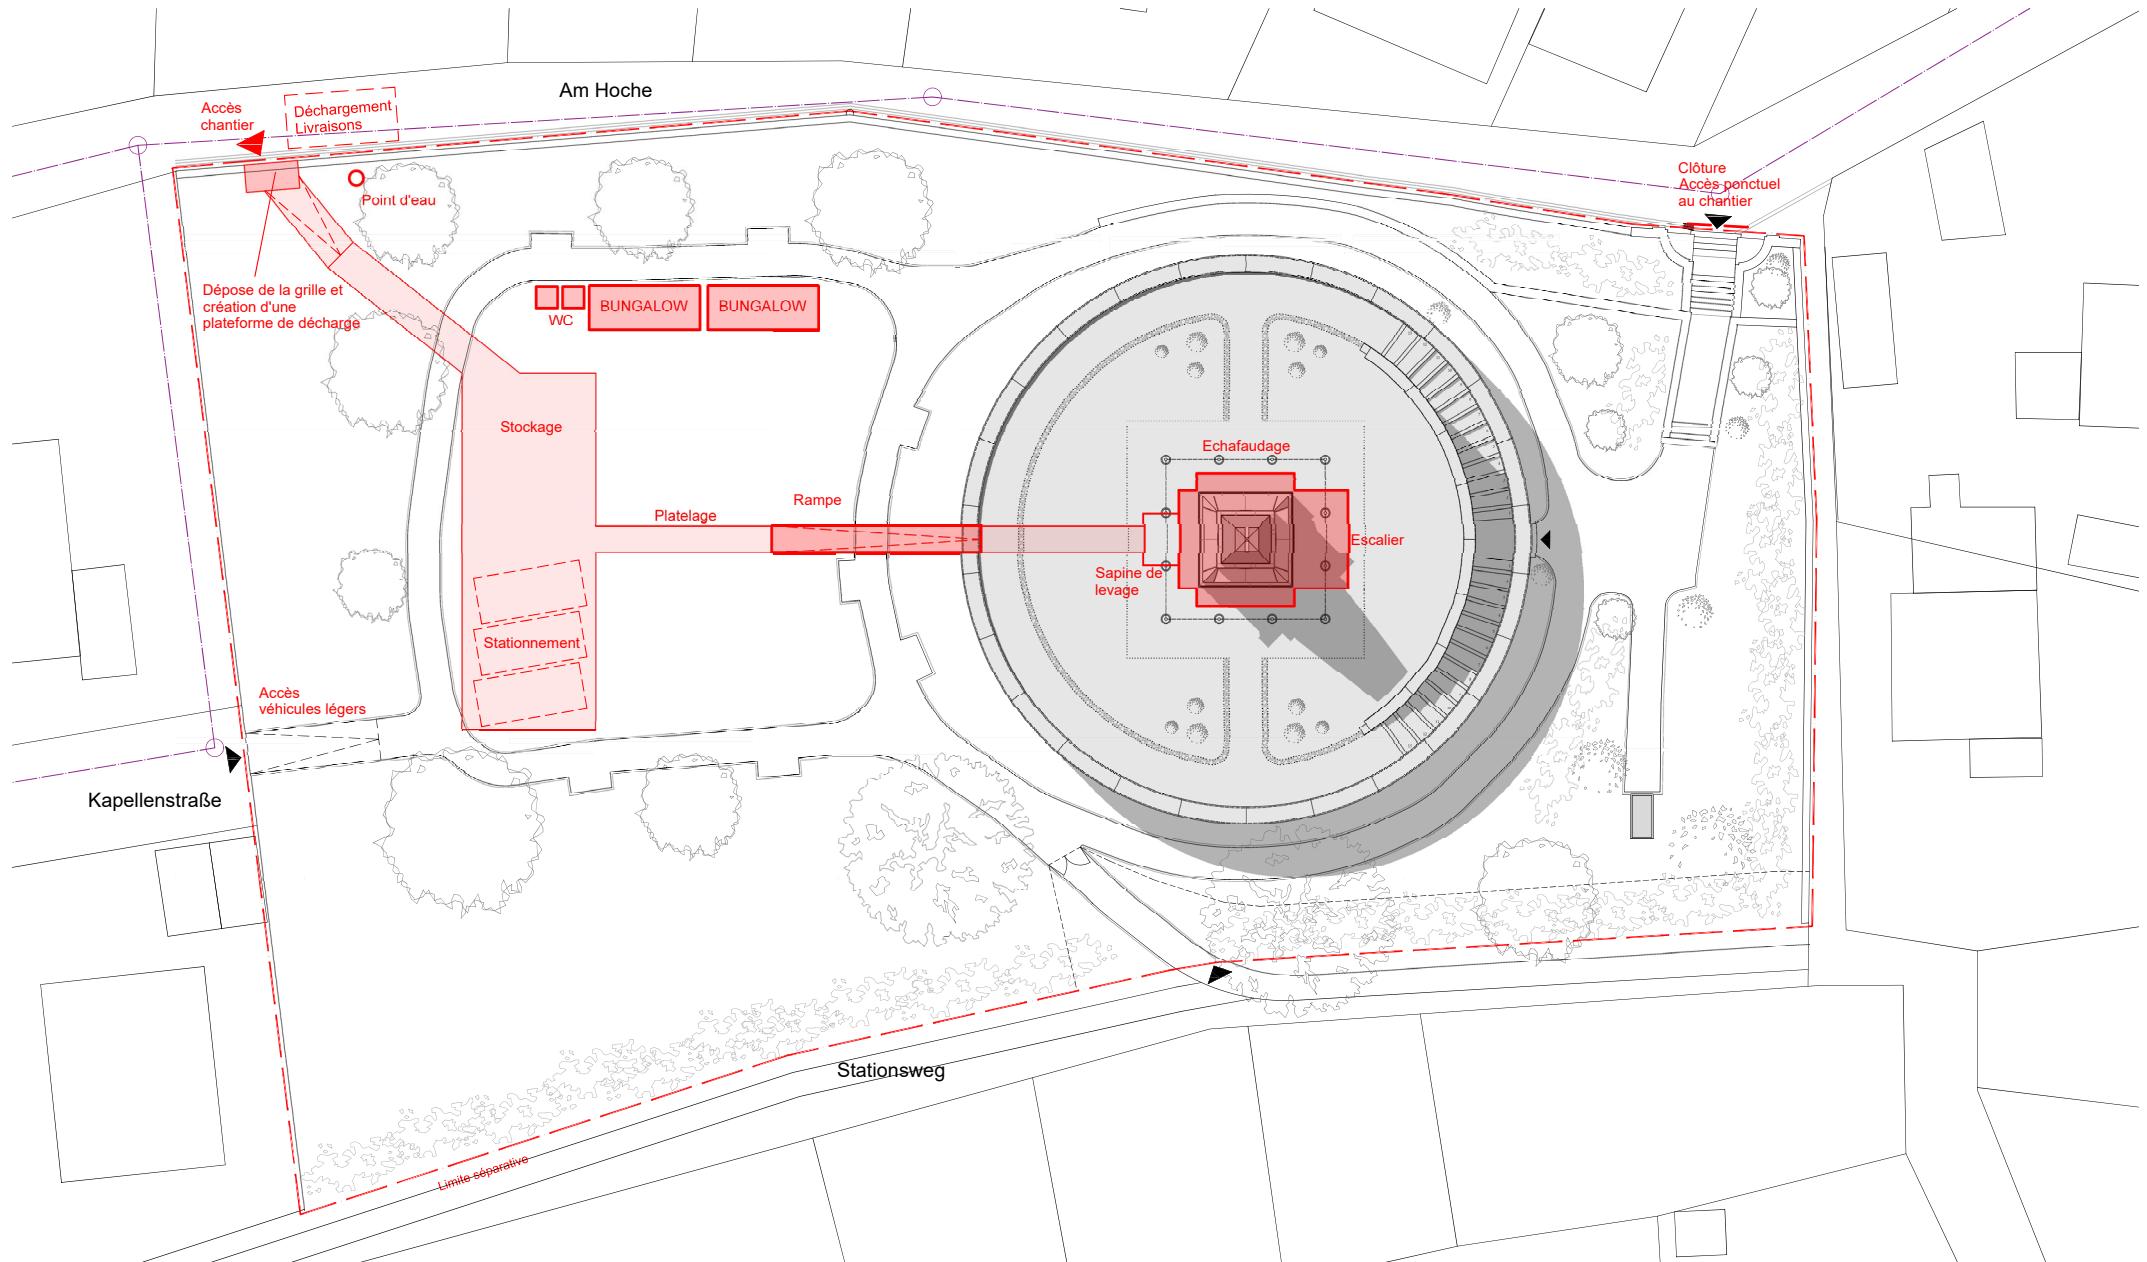 Am Hoche
Accès
chantier
Déchargement
Livraisons
Clôture
Accès ponctuel
au chantier
Point d'eau
Dépose de la grille et
création d'une
plateforme de décharge
WC
BUNGALOW
BUNGALOW
Stockage
Echafaudage
Rampe
Platelage
Escalier
Sapine de
levage
Stationnement
Accès
véhicules légers
Kapellenstraße
Stationsweg
Limite séparative